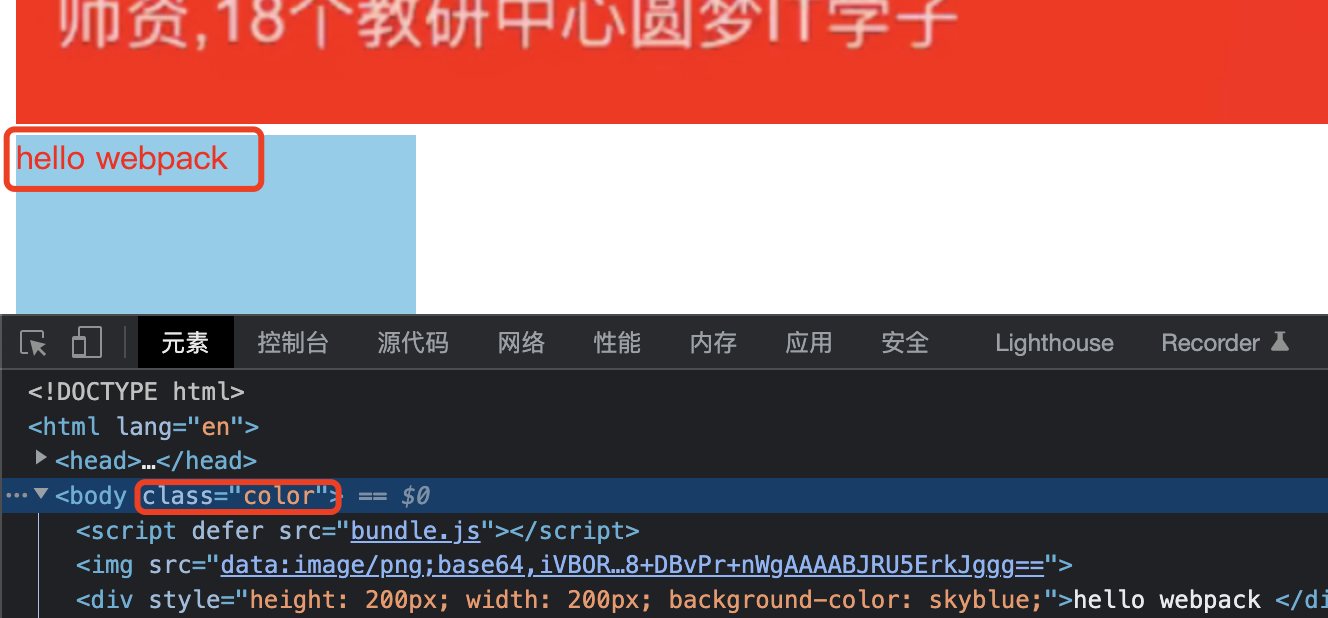 师资,18个教研中心圆梦IT学子
hello webpack
元素 控制台 源代码 网络 性能 内存 应用 安全 Lighthouse Recorder
<!DOCTYPE html>
<html lang="en">
<head>…</head>
<body class="color"> == $0
<script defer src="bundle.js"></script>
<img src="data:image/png;base64,iVBOR…8+DBvPr+nWgAAAABJRU5ErkJggg==">
<div style="height: 200px; width: 200px; background-color: skyblue;">hello webpack </di